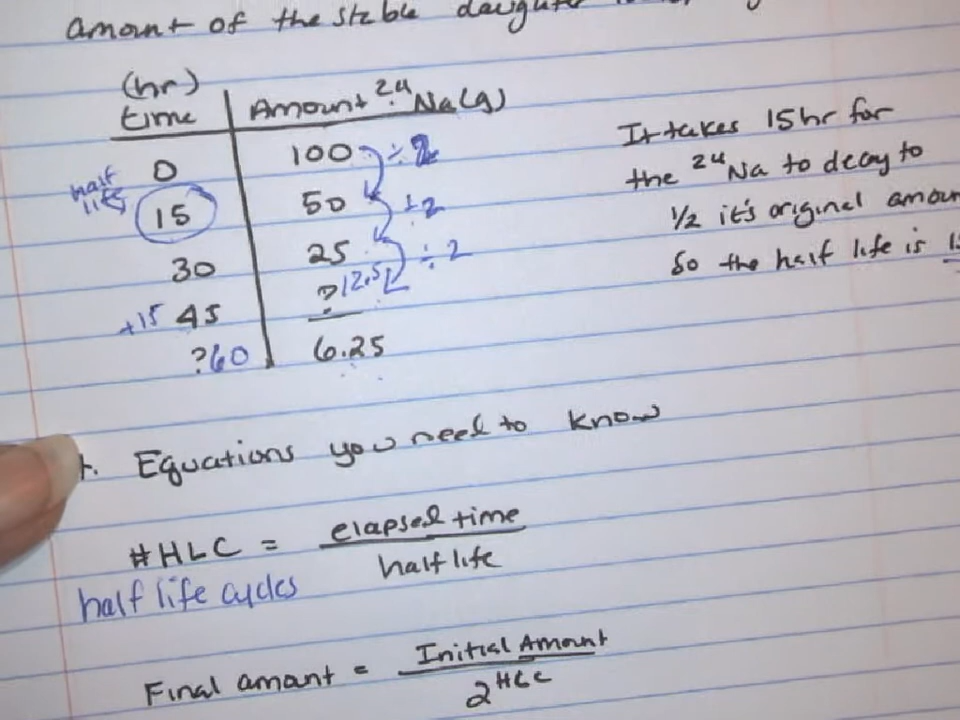 amount of the stable daughter
(hr)
time Amount ²⁴Na(g)
0 100 ÷ 2
half life 15 50 ÷2
30 25 ÷ 2
+15 45 ? 12.5
?60 6.25
It takes 15hr for
the ²⁴Na to decay to
1/2 it's original amoun
So the half life is 15
Equations you need to know
#HLC = elapsed time / half life
half life cycles
Final amount = Initial Amount / 2^HLC